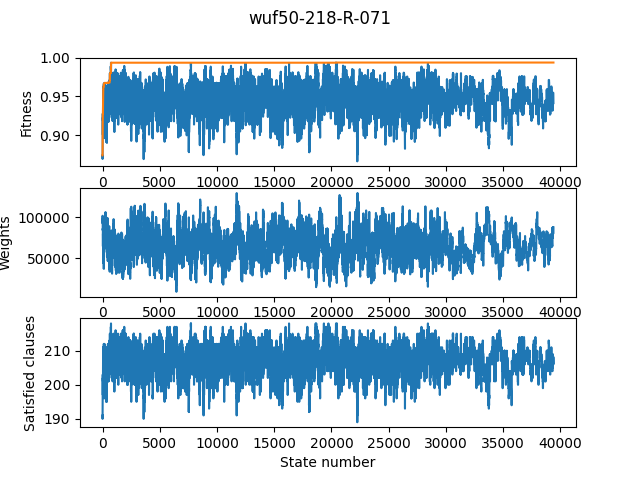 wuf50-218-R-071
1.00
0.95
0.90
Fitness
0 5000 10000 15000 20000 25000 30000 35000 40000
100000
50000
Weights
0 5000 10000 15000 20000 25000 30000 35000 40000
210
200
190
Satisfied clauses
0 5000 10000 15000 20000 25000 30000 35000 40000
State number